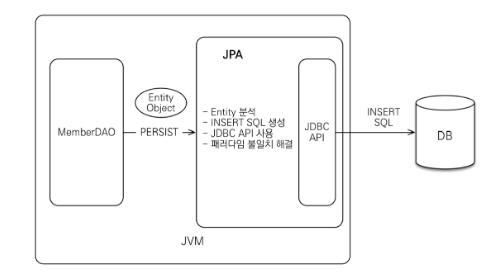 JPA
Entity
Object
MemberDAO
PERSIST
- Entity 분석
- INSERT SQL 생성
- JDBC API 사용
- 패러다임 불일치 해결
JDBC
API
INSERT
SQL
DB
JVM